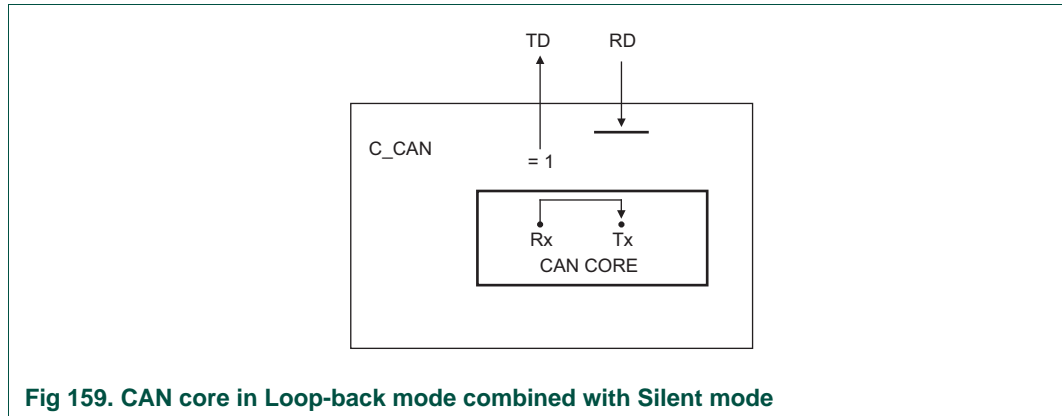 TD RD
C_CAN
= 1
Rx Tx
CAN CORE
Fig 159. CAN core in Loop-back mode combined with Silent mode